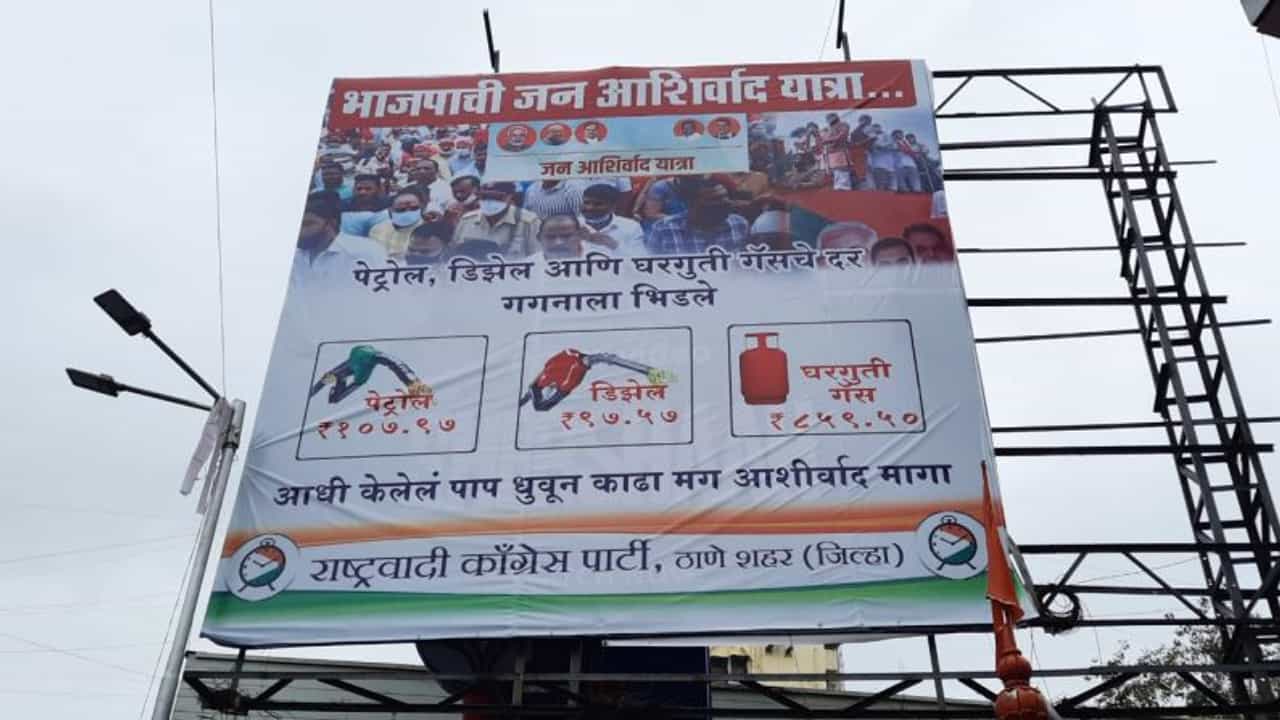 भाजपाची जन आशिर्वाद यात्रा...
जन आशिर्वाद यात्रा
पेट्रोल, डिझेल आणि घरगुती गॅसचे दर
गगनाला भिडले
पेट्रोल
₹१०७.९७
डिझेल
₹९७.५७
घरगुती
गॅस
₹८५९.५०
आधी केलेलं पाप धुवून काढा मग आशीर्वाद मागा
राष्ट्रवादी काँग्रेस पार्टी, ठाणे शहर (जिल्हा)